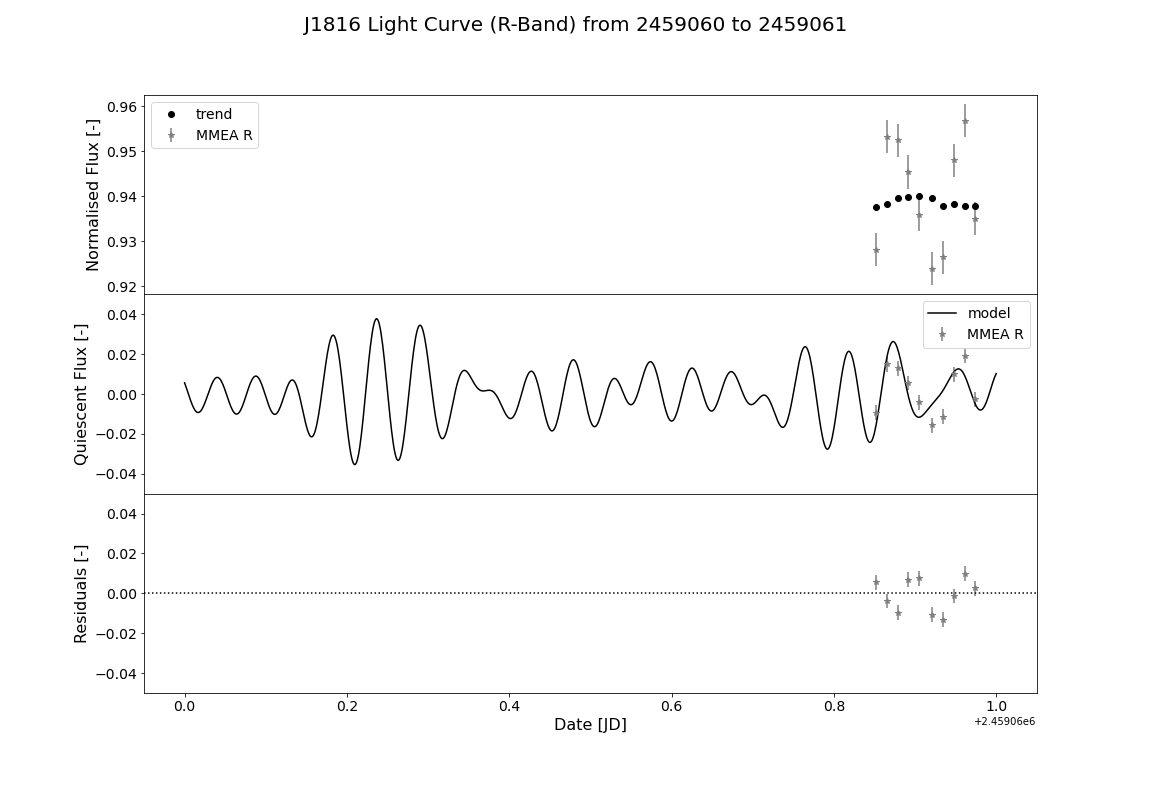 J1816 Light Curve (R-Band) from 2459060 to 2459061
0.96
0.95
0.94
0.93
0.92
Normalised Flux [-]
trend
MMEA R
0.04
0.02
0.00
−0.02
−0.04
Quiescent Flux [-]
model
MMEA R
0.04
0.02
0.00
−0.02
−0.04
Residuals [-]
0.0 0.2 0.4 0.6 0.8 1.0
+2.45906e6
Date [JD]